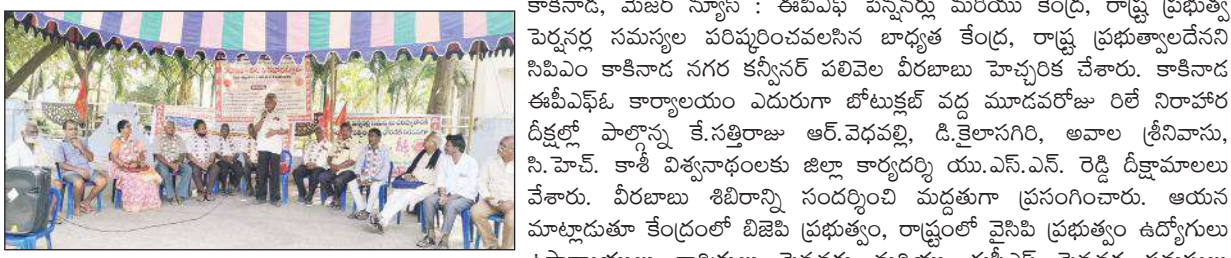 కాకినాడ, మేజర్ న్యూస్ : ఈపిఎఫ్ పెన్షనర్లు మరియు కేంద్ర, రాష్ట్ర ప్రభుత్వ
పెర్షనర్ల సమస్యల పరిష్కరించవలసిన బాధ్యత కేంద్ర, రాష్ట్ర ప్రభుత్వాలదేనని
సిపిఎం కాకినాడ నగర కన్వీనర్ పలివెల వీరబాబు హెచ్చరిక చేశారు. కాకినాడ
ఈపీఎఫ్ఓ కార్యాలయం ఎదురుగా బోటుక్లబ్ వద్ద మూడవరోజు రిలే నిరాహార
దీక్షల్లో పాల్గొన్న కే.సత్తిరాజు ఆర్.వెధవల్లి, డి.కైలాసగిరి, అవాల శ్రీనివాసు,
సి.హెచ్. కాశీ విశ్వనాథంలకు జిల్లా కార్యదర్శి యు.ఎస్.ఎన్. రెడ్డి దీక్షామాలలు
వేశారు. వీరబాబు శిబిరాన్ని సందర్శించి మద్దతుగా ప్రసంగించారు. ఆయన
మాట్లాడుతూ కేంద్రంలో బిజెపి ప్రభుత్వం, రాష్ట్రంలో వైసిపి ప్రభుత్వం ఉద్యోగులు